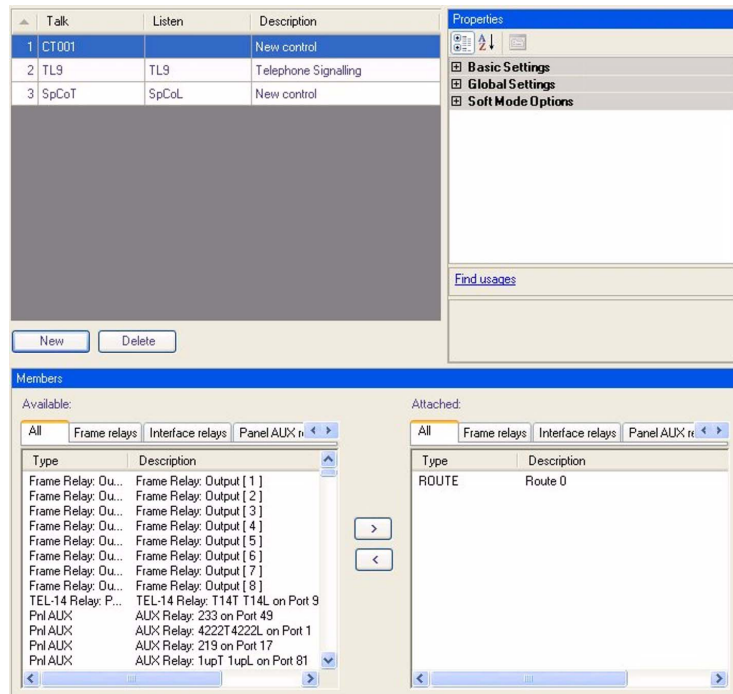 Talk Listen Description
1 CT001 New control
2 TL9 TL9 Telephone Signalling
3 SpCoT SpCoL New control
New Delete
Properties
Basic Settings
Global Settings
Soft Mode Options
Find usages
Members
Available:
All Frame relays Interface relays Panel AUX r
Type Description
Frame Relay: Ou... Frame Relay: Output [ 1 ]
Frame Relay: Ou... Frame Relay: Output [ 2 ]
Frame Relay: Ou... Frame Relay: Output [ 3 ]
Frame Relay: Ou... Frame Relay: Output [ 4 ]
Frame Relay: Ou... Frame Relay: Output [ 5 ]
Frame Relay: Ou... Frame Relay: Output [ 6 ]
Frame Relay: Ou... Frame Relay: Output [ 7 ]
Frame Relay: Ou... Frame Relay: Output [ 8 ]
TEL-14 Relay: P... TEL-14 Relay: T14T T14L on Port 9
Pnl AUX AUX Relay: 233 on Port 49
Pnl AUX AUX Relay: 4222T4222L on Port 1
Pnl AUX AUX Relay: 219 on Port 17
Pnl AUX AUX Relay: 1upT 1upL on Port 81
> 
<
Attached:
All Frame relays Interface relays Panel AUX re
Type Description
ROUTE Route 0